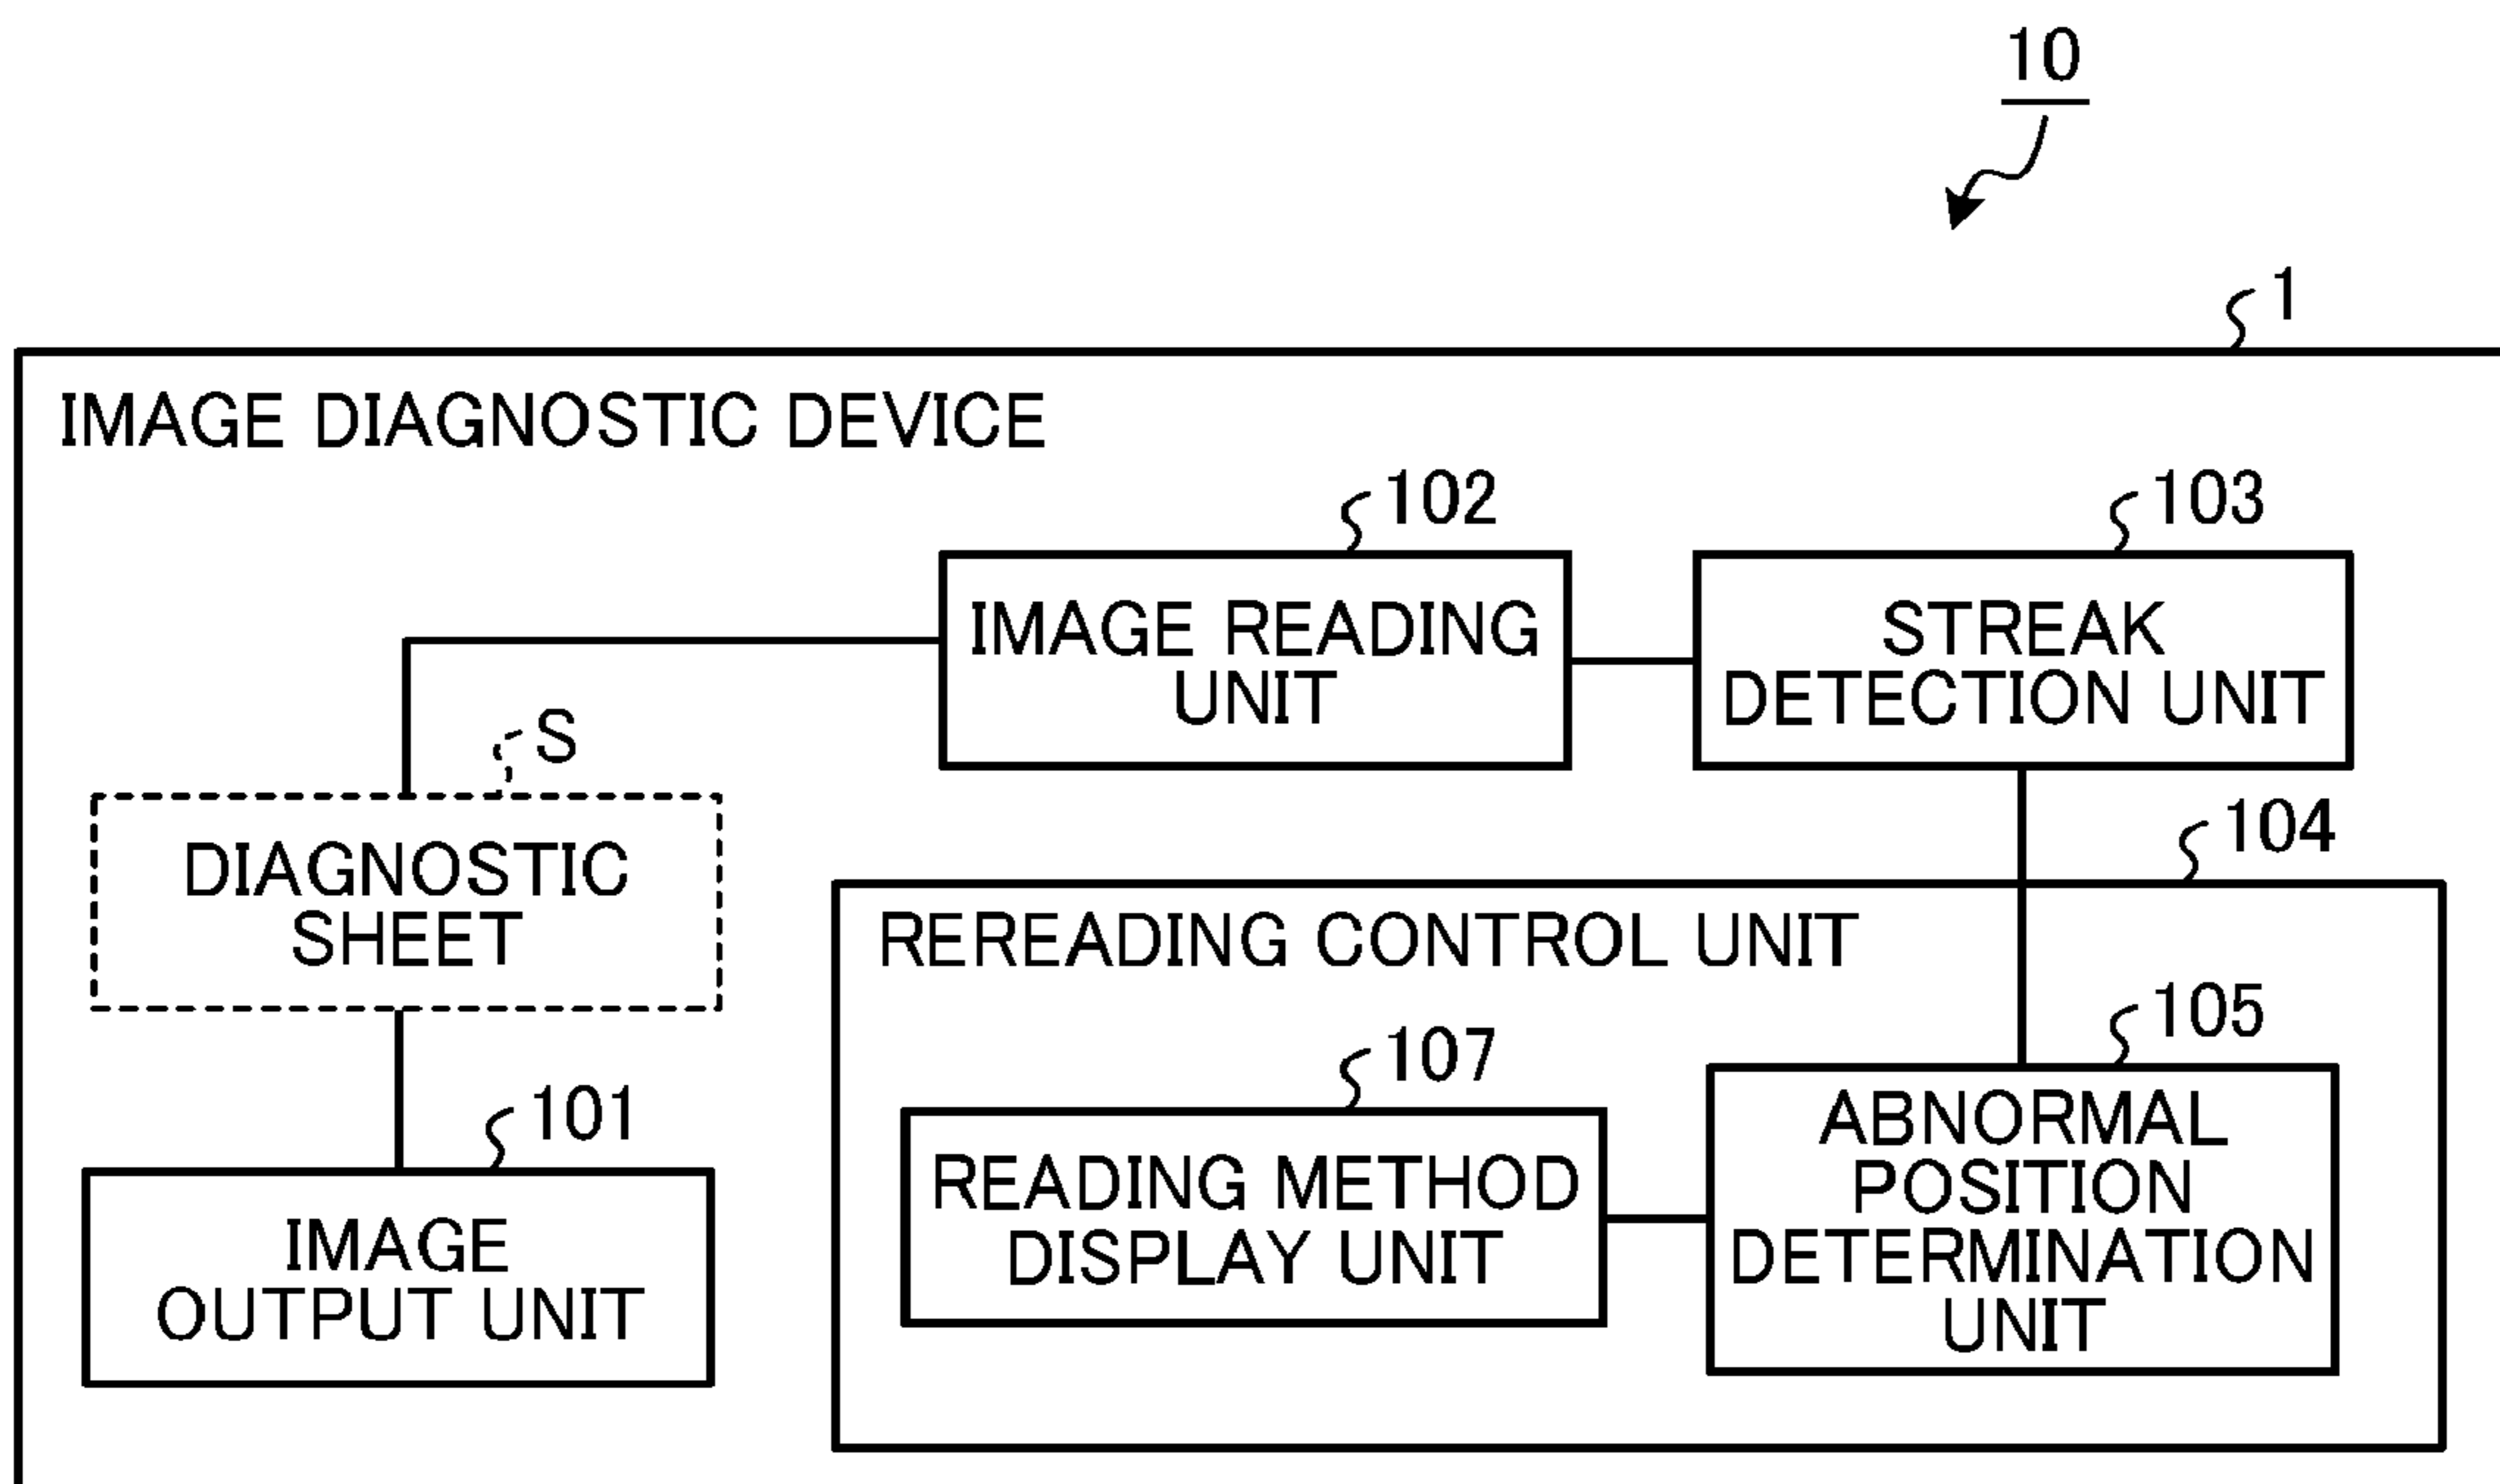 10
1
IMAGE DIAGNOSTIC DEVICE
102
103
IMAGE READING
UNIT
STREAK
DETECTION UNIT
S
DIAGNOSTIC
SHEET
104
REREADING CONTROL UNIT
101
IMAGE
OUTPUT UNIT
107
READING METHOD
DISPLAY UNIT
105
ABNORMAL
POSITION
DETERMINATION
UNIT